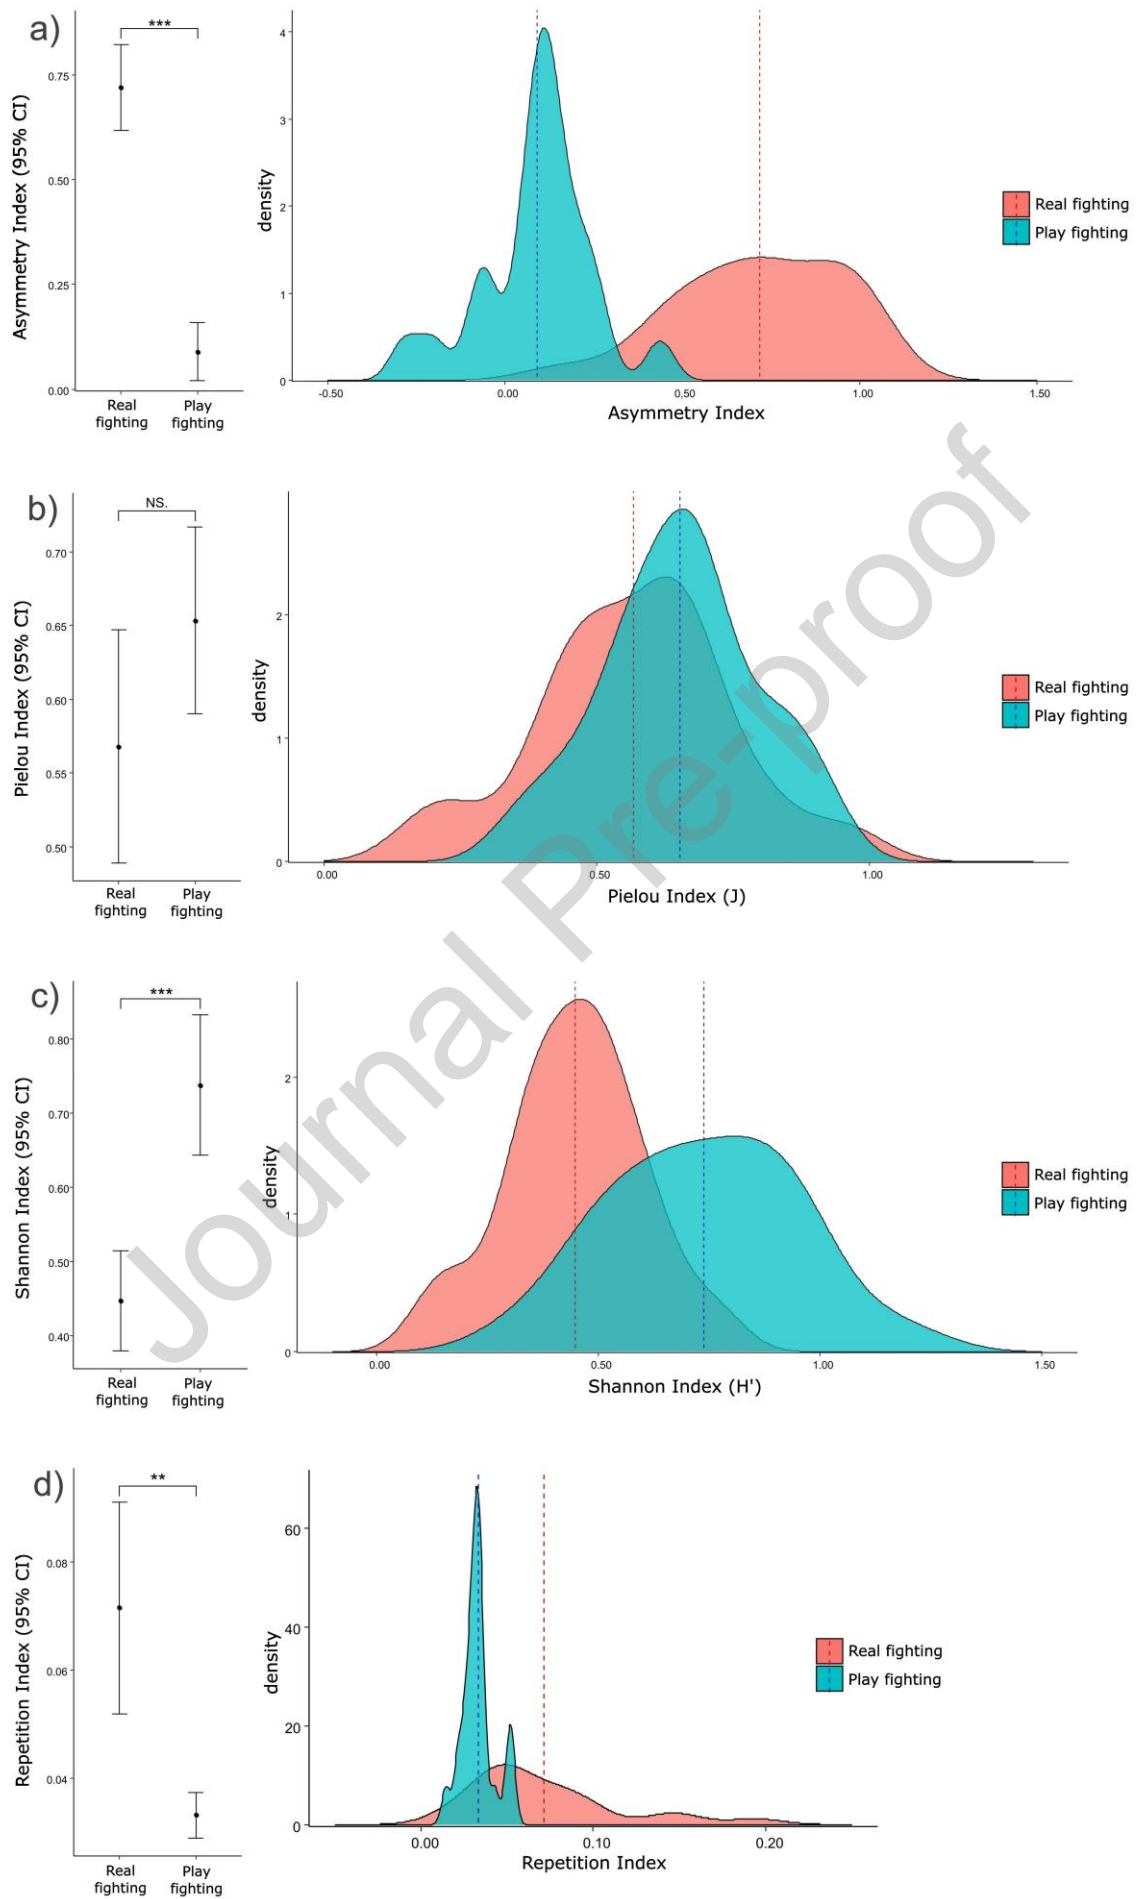 a)
***
Asymmetry Index (95% CI)
0.75
0.50
0.25
0.00
Real
fighting
Play
fighting
density
4
3
2
1
0
-0.50
0.00
0.50
1.00
1.50
Asymmetry Index
Real fighting
Play fighting
b)
NS.
Pielou Index (95% CI)
0.70
0.65
0.60
0.55
0.50
Real
fighting
Play
fighting
density
2
1
0
0.00
0.50
1.00
Pielou Index (J)
Real fighting
Play fighting
c)
***
Shannon Index (95% CI)
0.80
0.70
0.60
0.50
0.40
Real
fighting
Play
fighting
density
2
1
0
0.00
0.50
1.00
1.50
Shannon Index (H')
Real fighting
Play fighting
d)
**
Repetition Index (95% CI)
0.08
0.06
0.04
Real
fighting
Play
fighting
density
60
40
20
0
0.00
0.10
0.20
Repetition Index
Real fighting
Play fighting
Journal Pre-proof